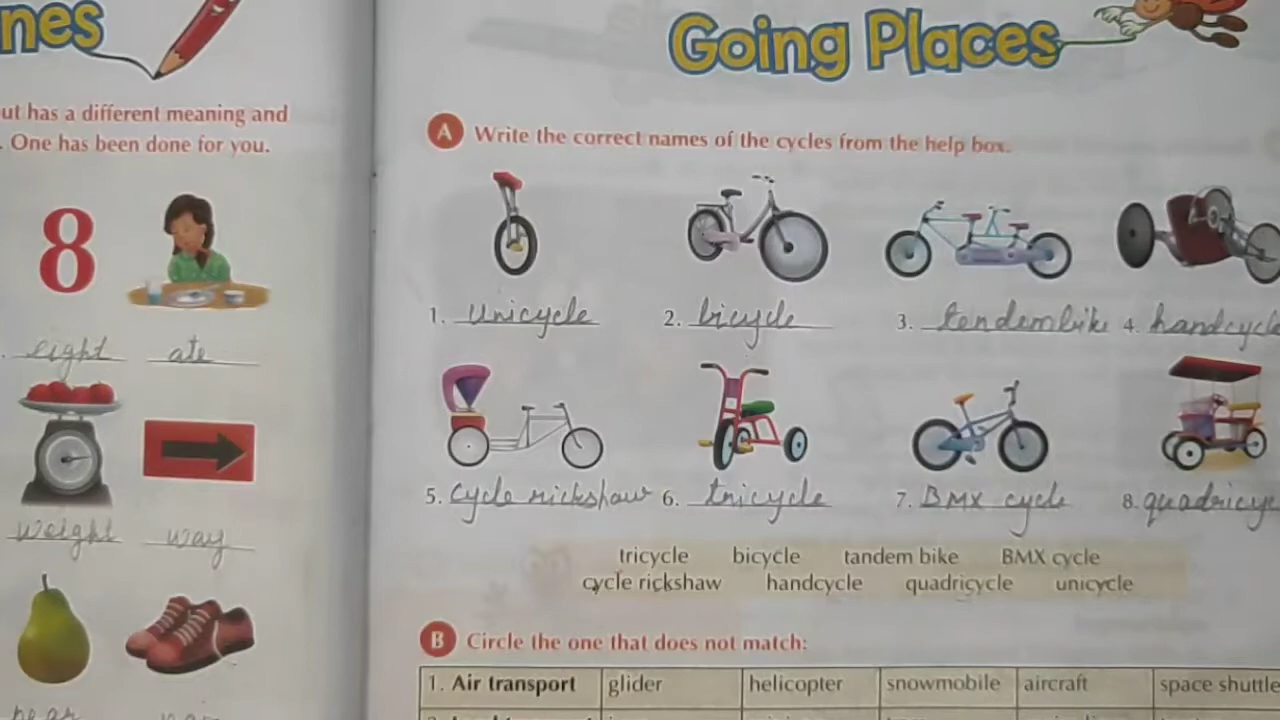 nes
ut has a different meaning and
. One has been done for you.
8
eight ate
weight way
Going Places
A Write the correct names of the cycles from the help box.
1. unicycle 2. bicycle 3. tendembike 4. handcycle
5. Cycle rickshaw 6. tricycle 7. BMX cycle 8. quadricyc
tricycle bicycle tandem bike BMX cycle
cycle rickshaw handcycle quadricycle unicycle
B Circle the one that does not match:
1. Air transport glider helicopter snowmobile aircraft space shuttle